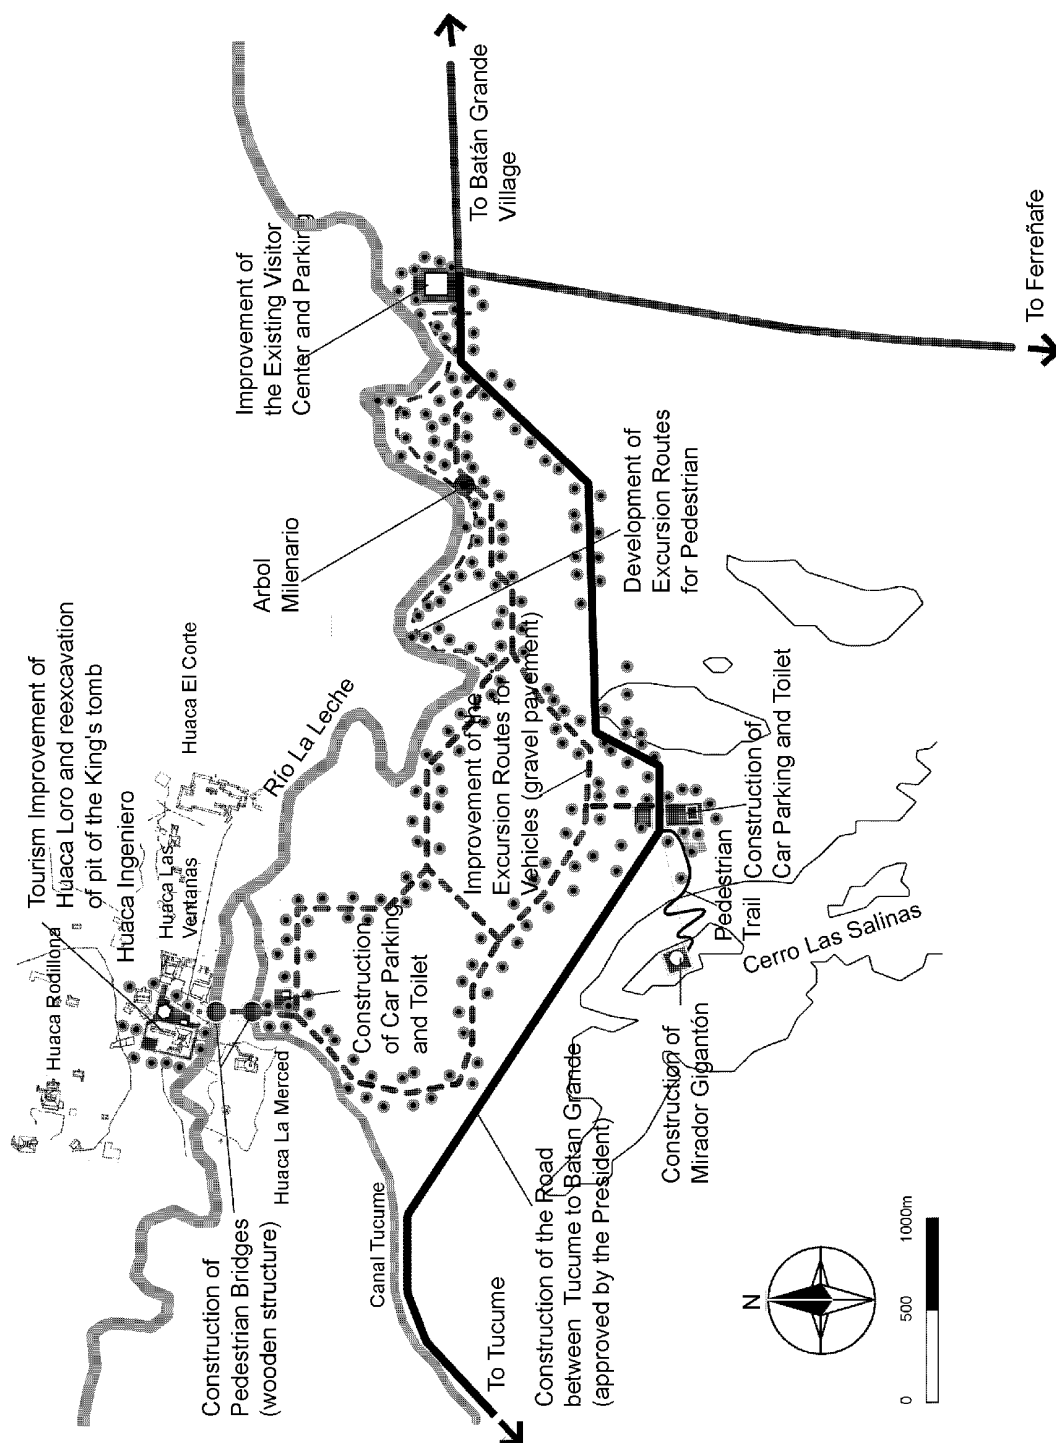 Tourism Improvement of
Huaca Loro and reexcavation
of pit of the King's tomb
Huaca Rodillona
Huaca Ingeniero
Huaca Las
Ventanas
Huaca El Corte
Río La Leche
Arbol
Milenario
Improvement of
the Existing Visitor
Center and Parking
To Batán Grande
Village
To Ferreñafe
Construction of
Pedestrian Bridges
(wooden structure)
Huaca La Merced
Canal Tucume
Construction
of Car Parking
and Toilet
Improvement of the
Excursion Routes for
Vehicles (gravel pavement)
Development of
Excursion Routes
for Pedestrian
To Tucume
Construction of the Road
between Tucume to Batan Grande
(approved by the President)
Construction of
Mirador Gigantón
Pedestrian
Trail
Construction of
Car Parking and Toilet
Cerro Las Salinas
N
0
500
1000m